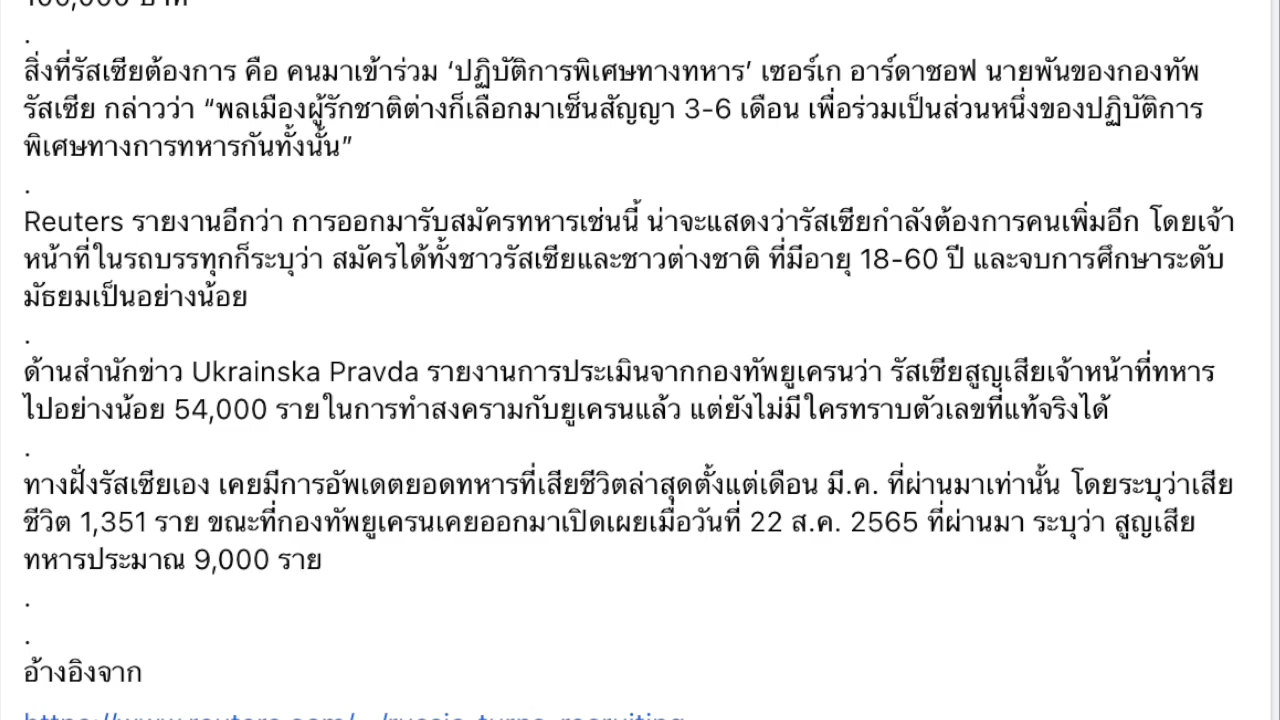 100,000 บาท
.
สิ่งที่รัสเซียต้องการ คือ คนมาเข้าร่วม ‘ปฏิบัติการพิเศษทางทหาร’ เซอร์เก อาร์ดาชอฟ นายพันของกองทัพ
รัสเซีย กล่าวว่า “พลเมืองผู้รักชาติต่างก็เลือกมาเซ็นสัญญา 3-6 เดือน เพื่อร่วมเป็นส่วนหนึ่งของปฏิบัติการ
พิเศษทางการทหารกันทั้งนั้น”
.
Reuters รายงานอีกว่า การออกมารับสมัครทหารเช่นนี้ น่าจะแสดงว่ารัสเซียกำลังต้องการคนเพิ่มอีก โดยเจ้า
หน้าที่ในรถบรรทุกก็ระบุว่า สมัครได้ทั้งชาวรัสเซียและชาวต่างชาติ ที่มีอายุ 18-60 ปี และจบการศึกษาระดับ
มัธยมเป็นอย่างน้อย
.
ด้านสำนักข่าว Ukrainska Pravda รายงานการประเมินจากกองทัพยูเครนว่า รัสเซียสูญเสียเจ้าหน้าที่ทหาร
ไปอย่างน้อย 54,000 รายในการทำสงครามกับยูเครนแล้ว แต่ยังไม่มีใครทราบตัวเลขที่แท้จริงได้
.
ทางฝั่งรัสเซียเอง เคยมีการอัพเดตยอดทหารที่เสียชีวิตล่าสุดตั้งแต่เดือน มี.ค. ที่ผ่านมาเท่านั้น โดยระบุว่าเสีย
ชีวิต 1,351 ราย ขณะที่กองทัพยูเครนเคยออกมาเปิดเผยเมื่อวันที่ 22 ส.ค. 2565 ที่ผ่านมา ระบุว่า สูญเสีย
ทหารประมาณ 9,000 ราย
.
.
อ้างอิงจาก
https://www.reuters.com/.../russia-turns-recruiting...